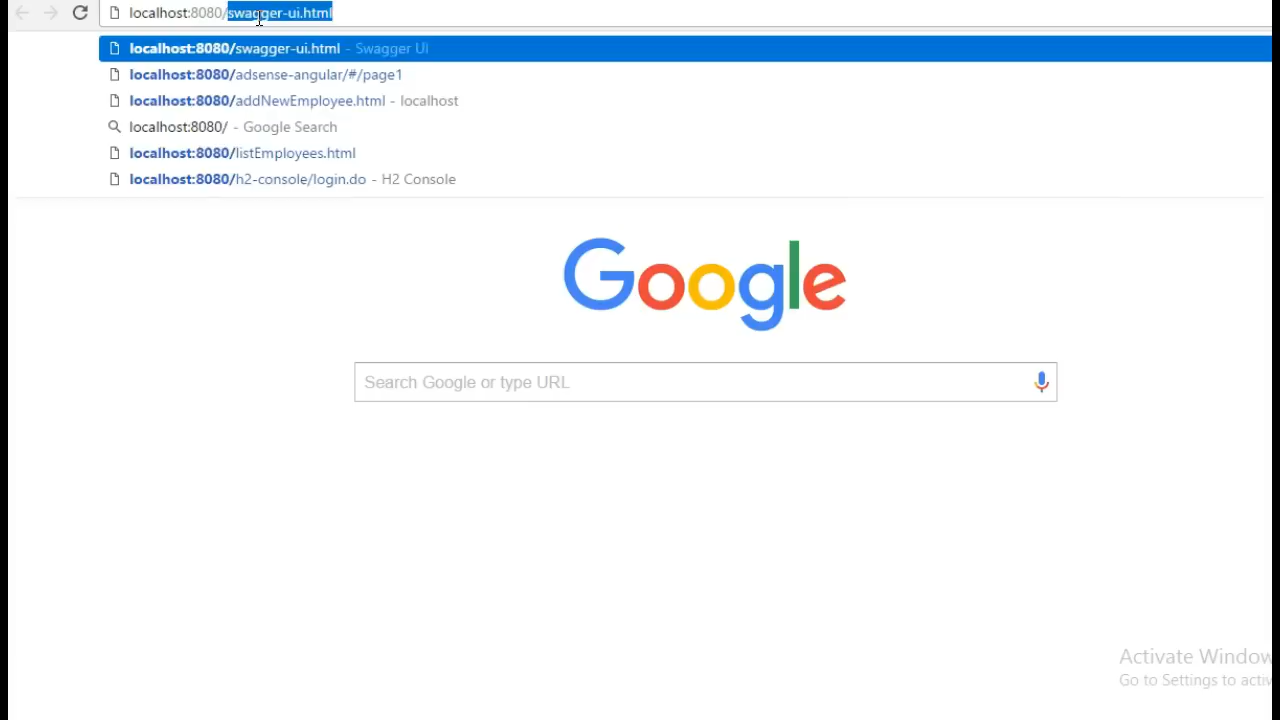 localhost:8080/swagger-ui.html
localhost:8080/swagger-ui.html - Swagger UI
localhost:8080/adsense-angular/#/page1
localhost:8080/addNewEmployee.html - localhost
localhost:8080/ - Google Search
localhost:8080/listEmployees.html
localhost:8080/h2-console/login.do - H2 Console
Google
Search Google or type URL
Activate Window
Go to Settings to activ